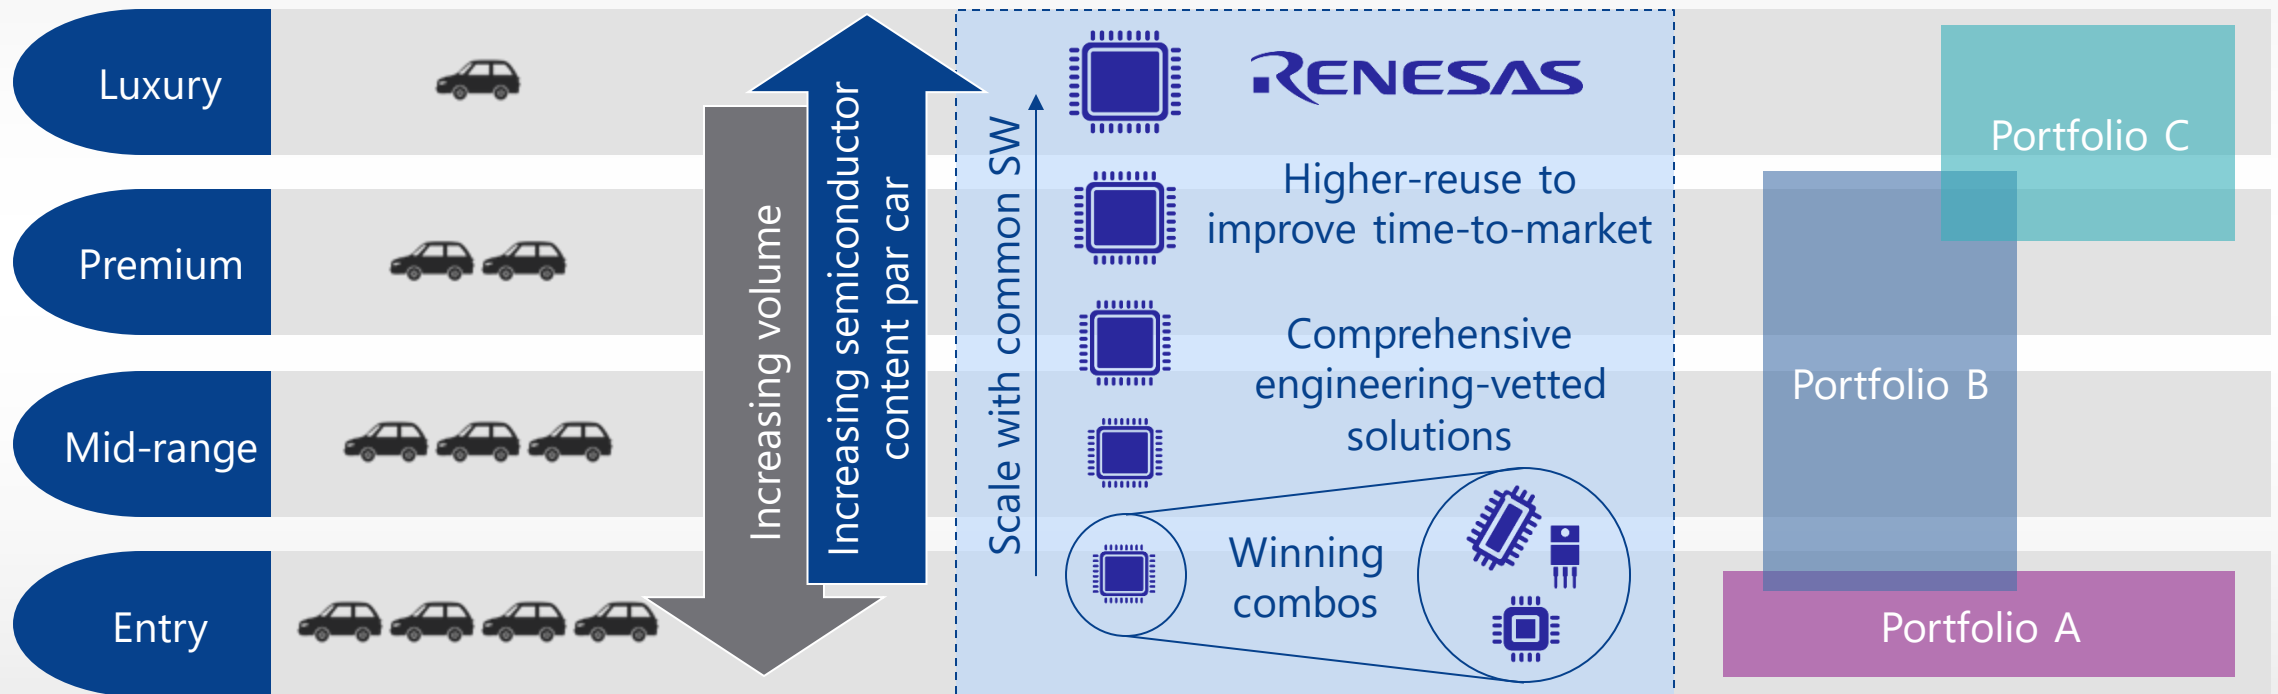 Luxury
Premium
Mid-range
Entry
Increasing volume
Increasing semiconductor
content par car
Scale with common SW
RENESAS
Higher-reuse to
improve time-to-market
Comprehensive
engineering-vetted
solutions
Winning
combos
Portfolio C
Portfolio B
Portfolio A